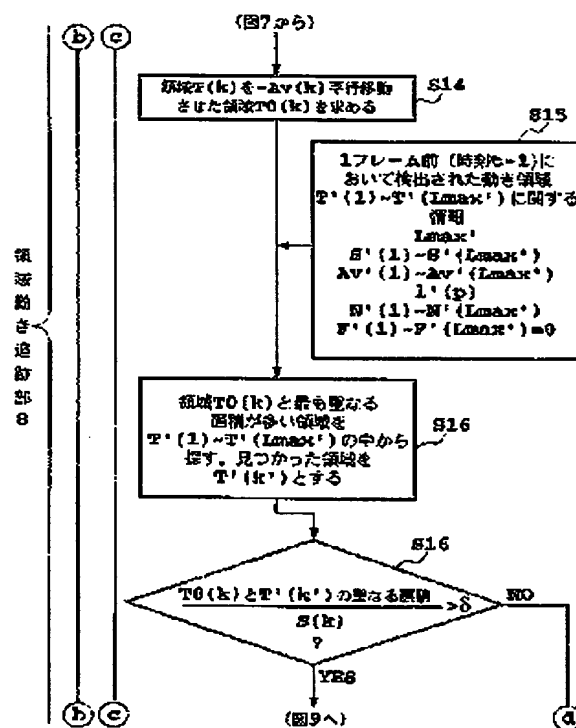 (図7から)
b
c
S14
領域T(k)を-Av(k)平行移動
させた領域T0(k)を求める
S15
1フレーム前(時刻t-1)に
おいて検出された動き領域
T'(1)~T'(Lmax')に関する
情報
Lmax'
S'(1)~S'(Lmax')
Av'(1)~Av'(Lmax')
l'(p)
N'(1)~N'(Lmax')
F'(1)~F'(Lmax')=0
領域動き追跡部8
領域T0(k)と最も重なる
面積が多い領域を
T'(1)~T'(Lmax')の中から
探す。見つかった領域を
T'(k')とする
S16
S16
T0(k)とT'(k')の重なる面積
S(k)
>δ
?
NO
YES
b
c
(図9へ)
d